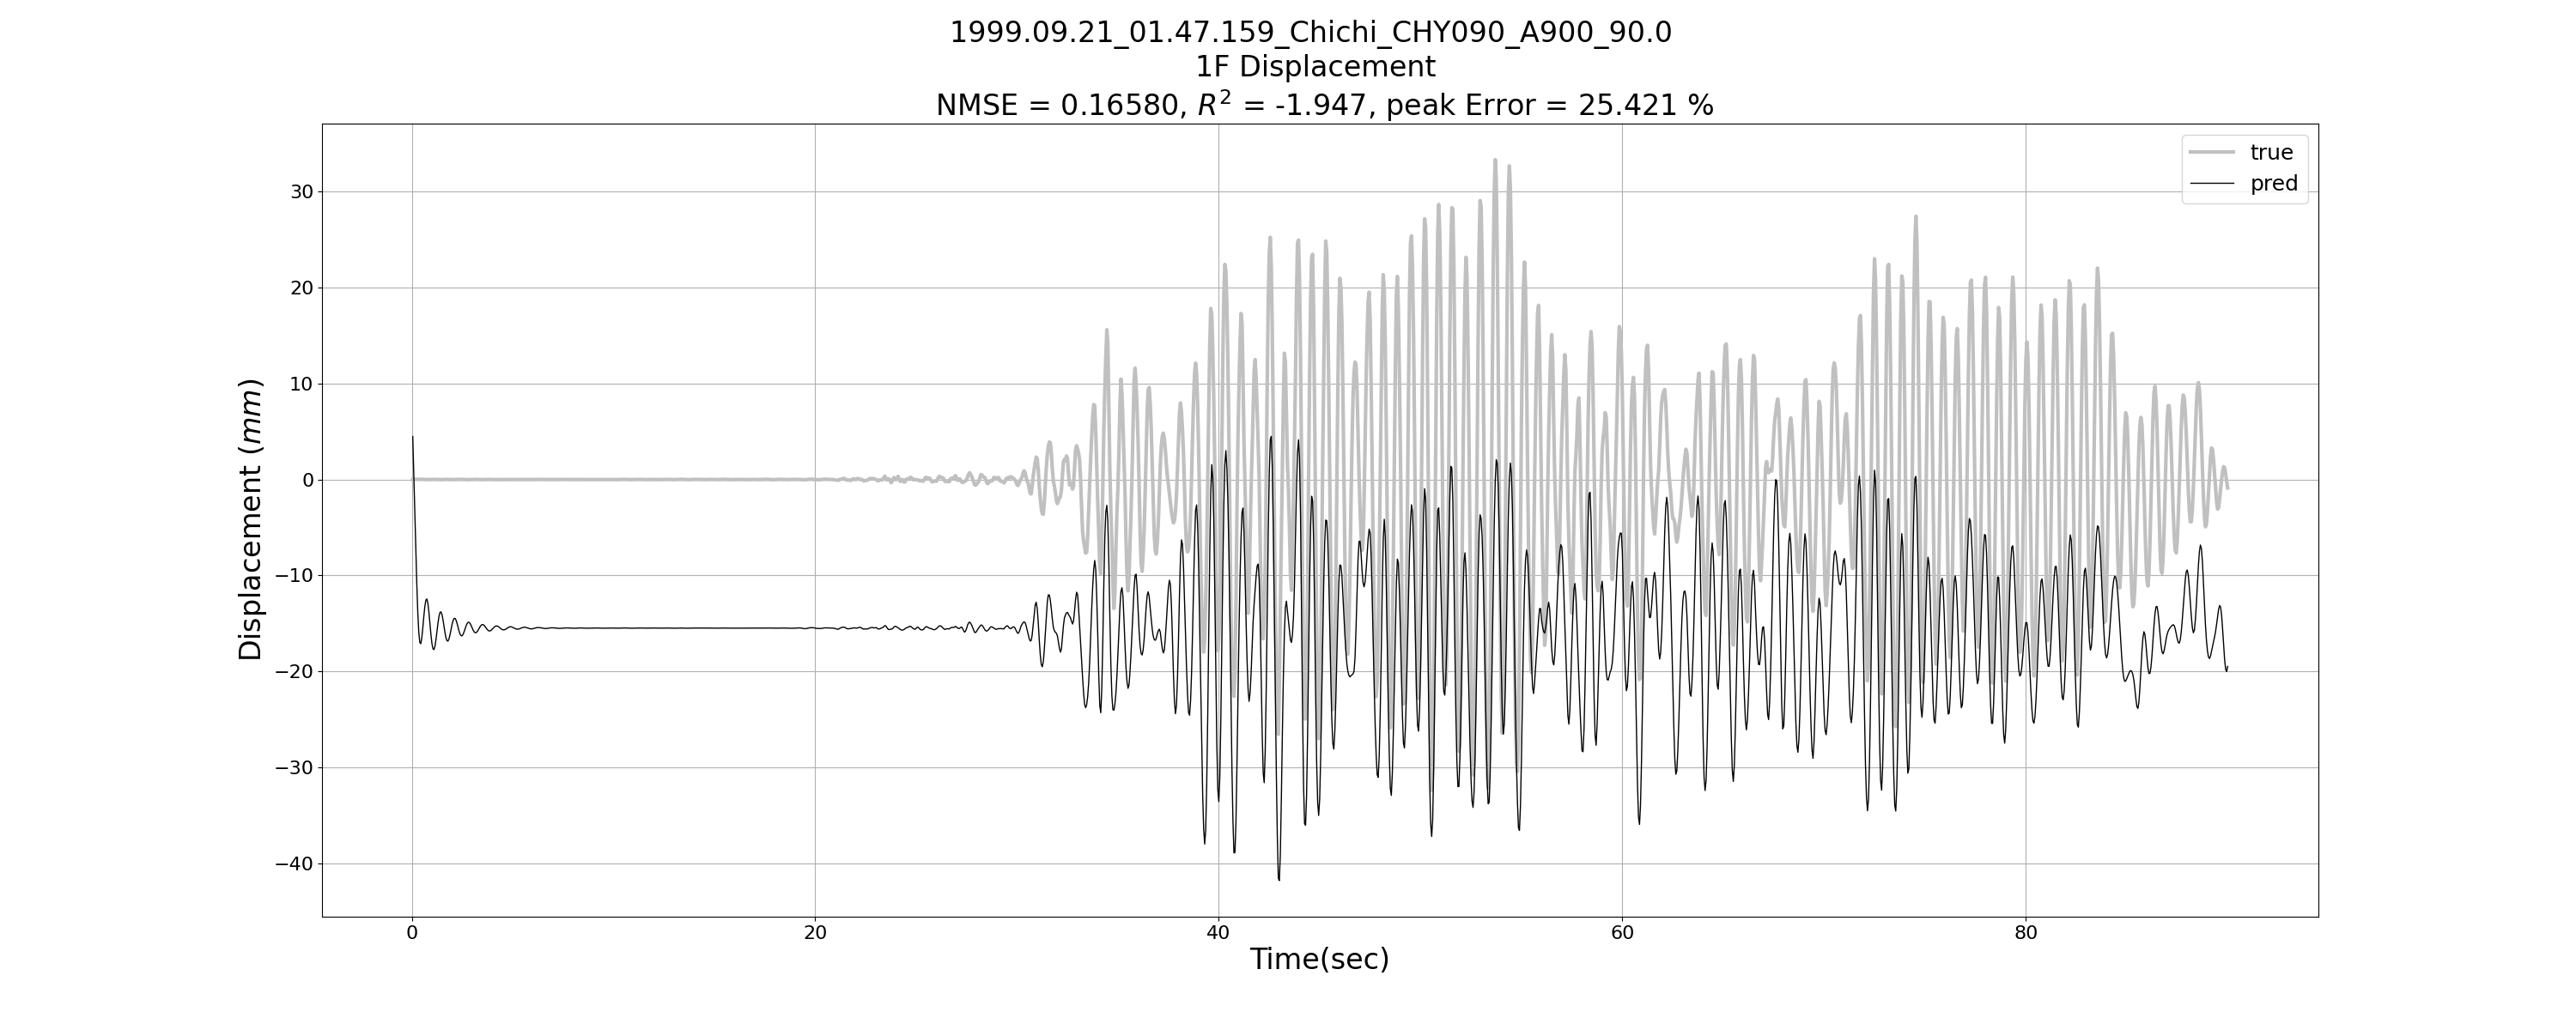 1999.09.21_01.47.159_Chichi_CHY090_A900_90.0
1F Displacement
NMSE = 0.16580, R² = -1.947, peak Error = 25.421 %
true
pred
Displacement (mm)
30
20
10
0
−10
−20
−30
−40
0 20 40 60 80
Time(sec)